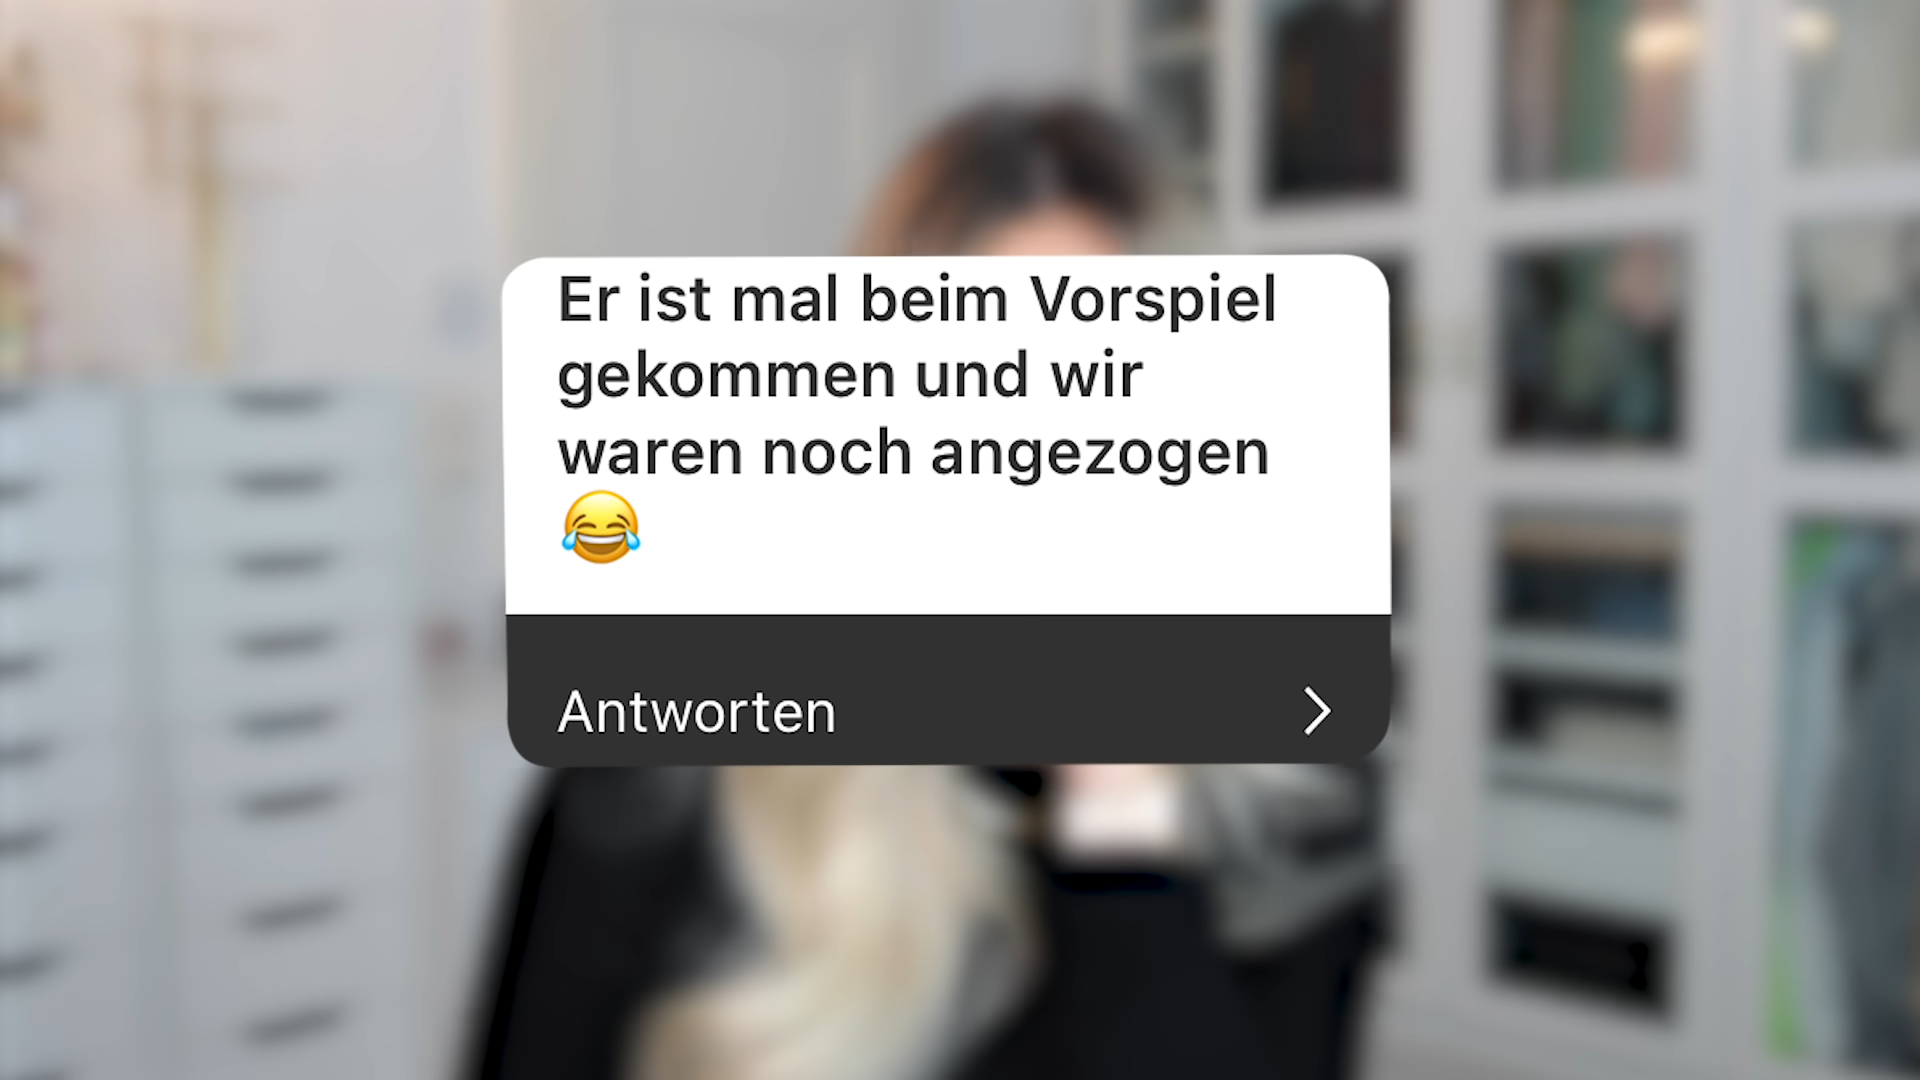 Er ist mal beim Vorspiel
gekommen und wir
waren noch angezogen
😂
Antworten